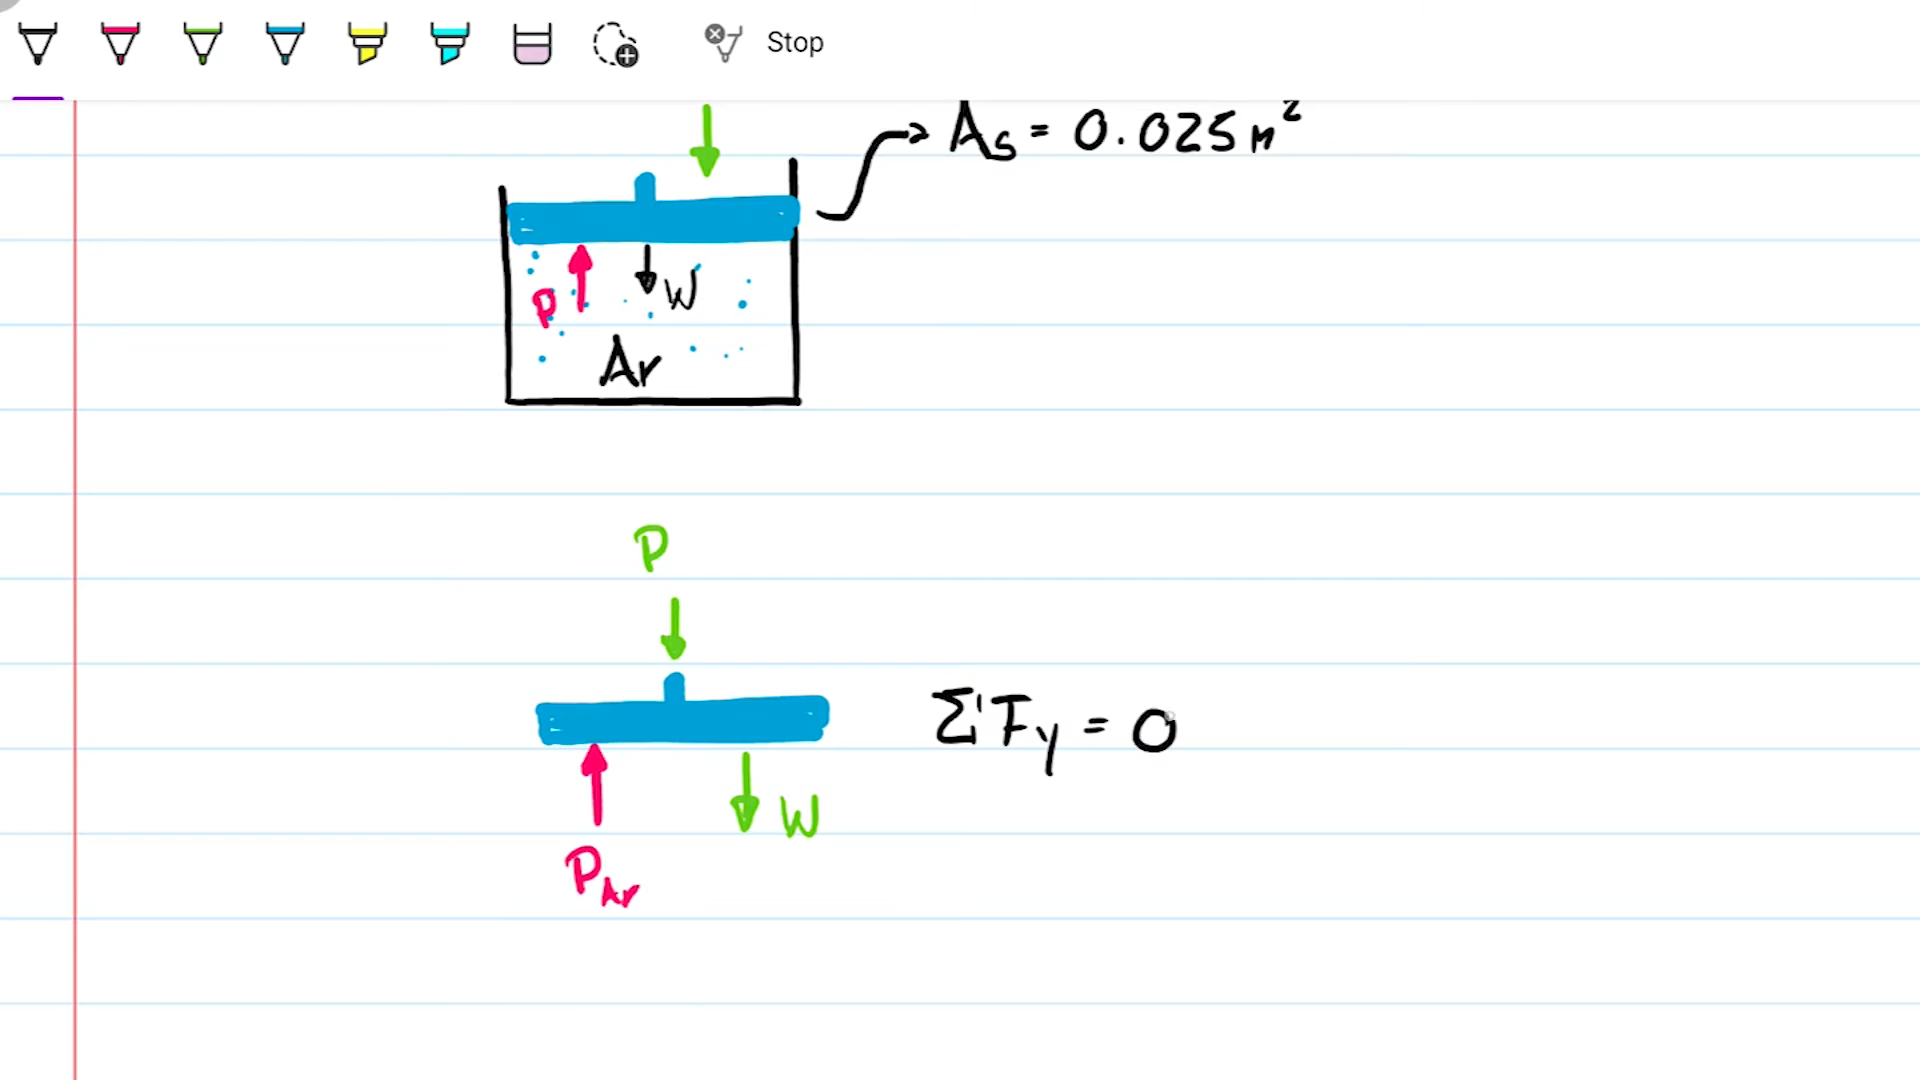 Stop
As = 0.025 m²
P
W
Ar
P
ΣFy = 0
W
PAr